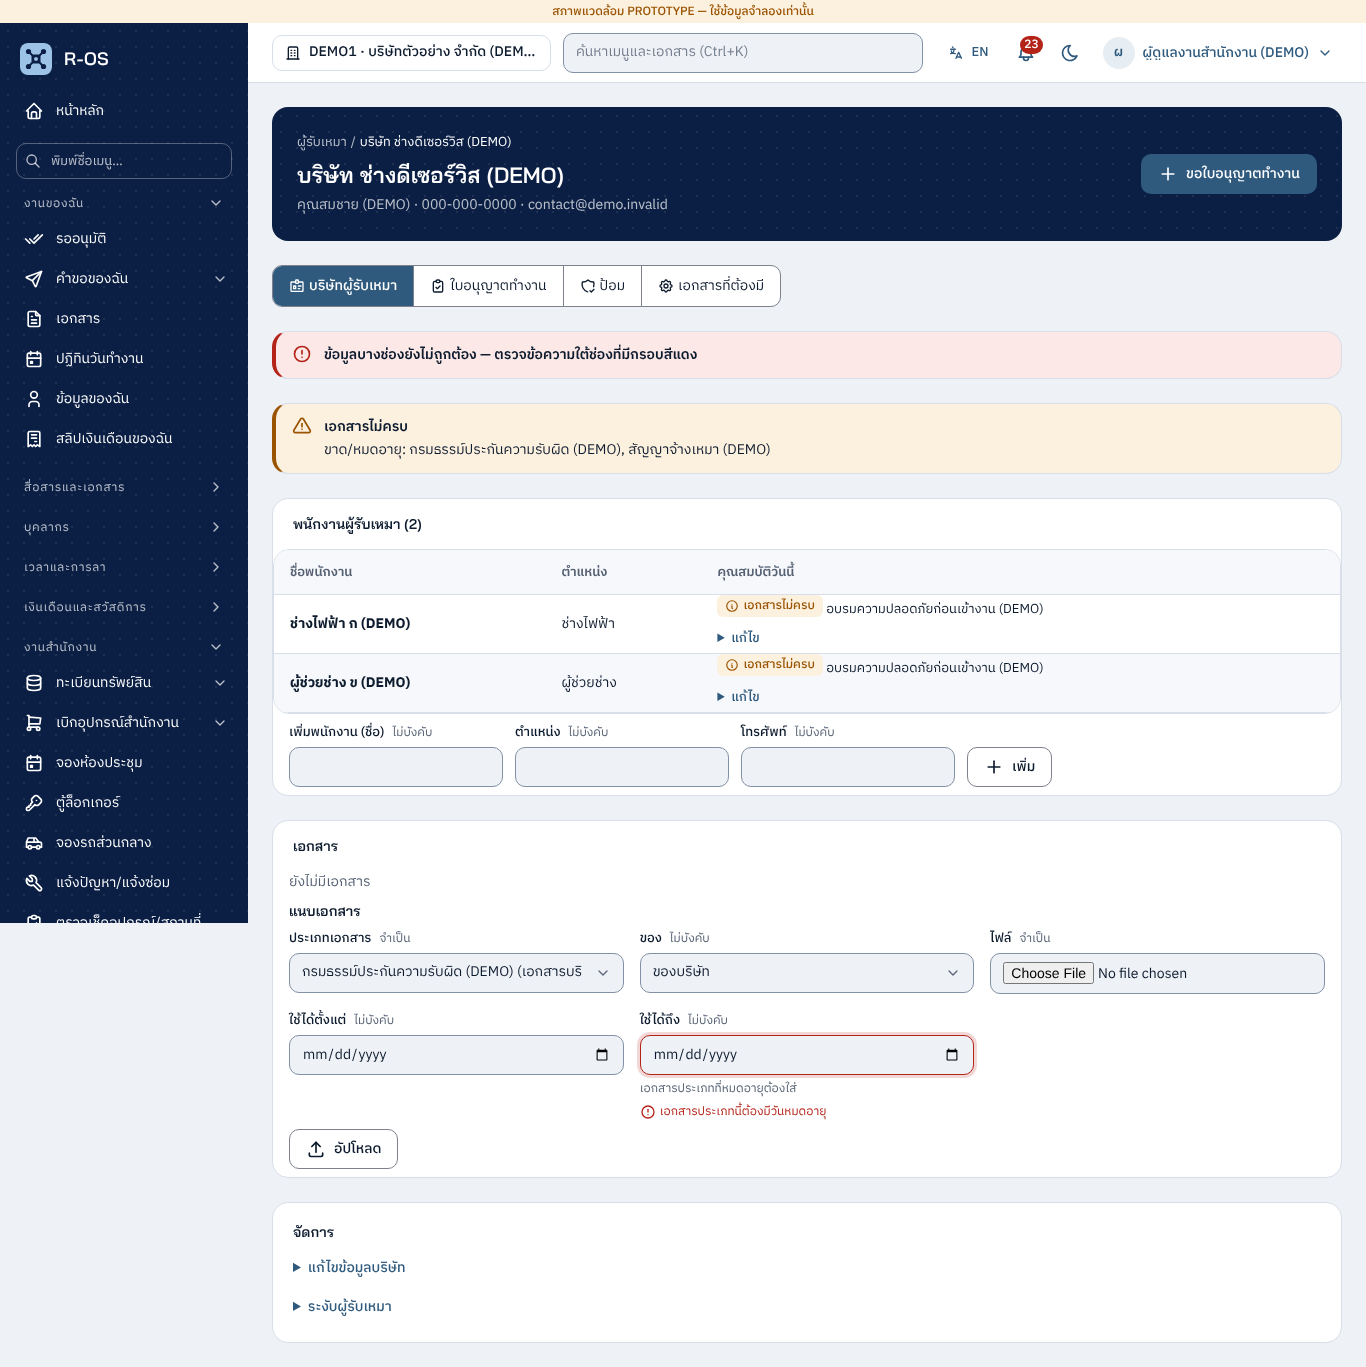 สภาพแวดล้อม PROTOTYPE — ใช้ข้อมูลจำลองเท่านั้น
R-OS
DEMO1 · บริษัทตัวอย่าง จำกัด (DEM...
ค้นหาเมนูและเอกสาร (Ctrl+K)
EN
23
ผ
ผู้ดูแลงานสำนักงาน (DEMO)
หน้าหลัก
พิมพ์ชื่อเมนู...
งานของฉัน
รออนุมัติ
คำขอของฉัน
เอกสาร
ปฏิทินวันทำงาน
ข้อมูลของฉัน
สลิปเงินเดือนของฉัน
สื่อสารและเอกสาร
บุคลากร
เวลาและการลา
เงินเดือนและสวัสดิการ
งานสำนักงาน
ทะเบียนทรัพย์สิน
เบิกอุปกรณ์สำนักงาน
จองห้องประชุม
ตู้ล็อกเกอร์
จองรถส่วนกลาง
แจ้งปัญหา/แจ้งซ่อม
ตรวจเช็คอุปกรณ์/สถานที่
ผู้รับเหมา / บริษัท ช่างดีเซอร์วิส (DEMO)
บริษัท ช่างดีเซอร์วิส (DEMO)
คุณสมชาย (DEMO) · 000-000-0000 · contact@demo.invalid
ขอใบอนุญาตทำงาน
บริษัทผู้รับเหมา
ใบอนุญาตทำงาน
ป้อม
เอกสารที่ต้องมี
ข้อมูลบางช่องยังไม่ถูกต้อง — ตรวจข้อความใต้ช่องที่มีกรอบสีแดง
เอกสารไม่ครบ
ขาด/หมดอายุ: กรมธรรม์ประกันความรับผิด (DEMO), สัญญาจ้างเหมา (DEMO)
พนักงานผู้รับเหมา (2)
ชื่อพนักงาน ตำแหน่ง คุณสมบัติวันนี้
ช่างไฟฟ้า ก (DEMO) ช่างไฟฟ้า เอกสารไม่ครบ อบรมความปลอดภัยก่อนเข้างาน (DEMO)
แก้ไข
ผู้ช่วยช่าง ข (DEMO) ผู้ช่วยช่าง เอกสารไม่ครบ อบรมความปลอดภัยก่อนเข้างาน (DEMO)
แก้ไข
เพิ่มพนักงาน (ชื่อ) ไม่บังคับ ตำแหน่ง ไม่บังคับ โทรศัพท์ ไม่บังคับ
เพิ่ม
เอกสาร
ยังไม่มีเอกสาร
แนบเอกสาร
ประเภทเอกสาร จำเป็น ของ ไม่บังคับ ไฟล์ จำเป็น
กรมธรรม์ประกันความรับผิด (DEMO) (เอกสารบริ ของบริษัท Choose File No file chosen
ใช้ได้ตั้งแต่ ไม่บังคับ ใช้ได้ถึง ไม่บังคับ
mm/dd/yyyy mm/dd/yyyy
เอกสารประเภทที่หมดอายุต้องใส่
เอกสารประเภทนี้ต้องมีวันหมดอายุ
อัปโหลด
จัดการ
แก้ไขข้อมูลบริษัท
ระงับผู้รับเหมา